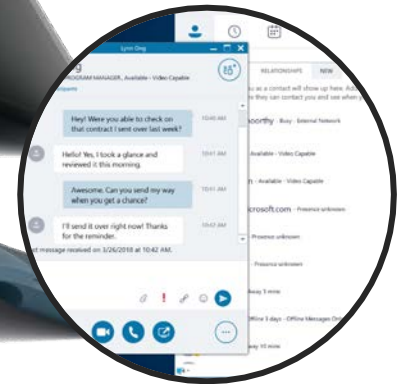 Lynn Ong
ng
PROGRAM MANAGER, Available - Video Capable
Hey! Were you able to check on
that contract I sent over last week?
10:40 AM
Hello! Yes, I took a glance and
reviewed it this morning.
10:41 AM
Awesome. Can you send my way
when you get a chance?
10:41 AM
I'll send it over right now! Thanks
for the reminder.
10:42 AM
st message received on 3/26/2018 at 10:42 AM.
RELATIONSHIPS
NEW
as a contact will show up here.
they can contact you and see when
oorthy - Busy - External Network
Available - Video Capable
n - Available - Video Capable
crosoft.com - Presence unknown
Presence unknown
- Presence unknown
Away 5 mins
Offline 3 days - Offline Messages
way 10 mins